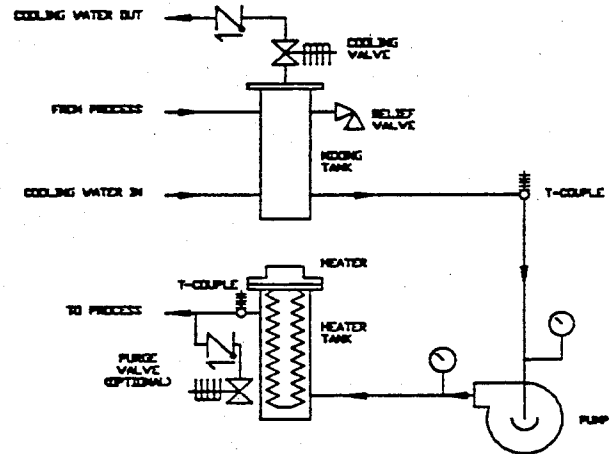 COOLING WATER OUT
COOLING
VALVE
FROM PROCESS
RELIEF
VALVE
MIXING
TANK
COOLING WATER IN
T-COUPLE
HEATER
T-COUPLE
TO PROCESS
HEATER
TANK
PURGE
VALVE
(OPTIONAL)
PUMP